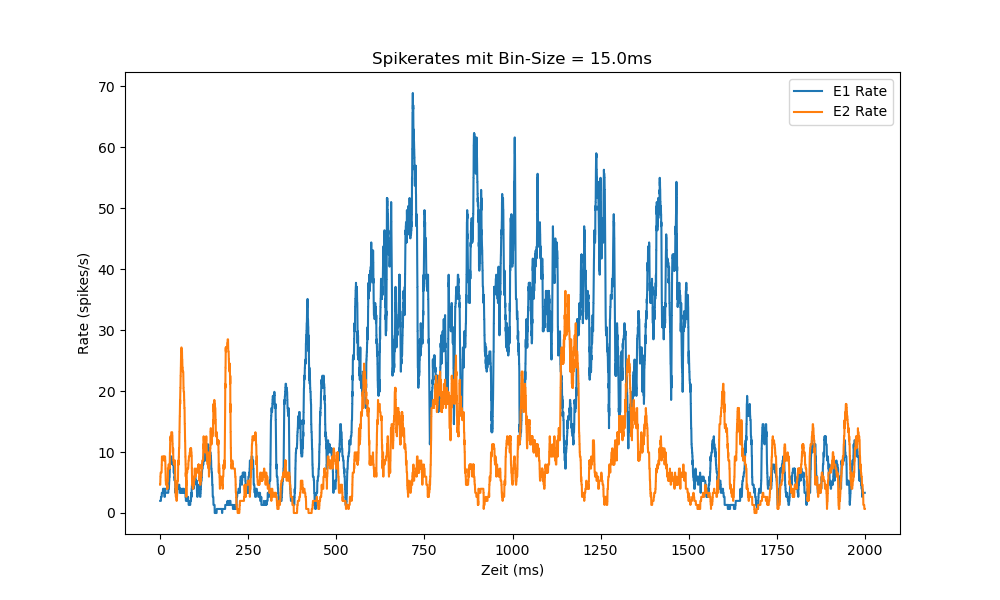 Spikerates mit Bin-Size = 15.0ms
E1 Rate
E2 Rate
70
60
50
40
30
20
10
0
Rate (spikes/s)
0 250 500 750 1000 1250 1500 1750 2000
Zeit (ms)